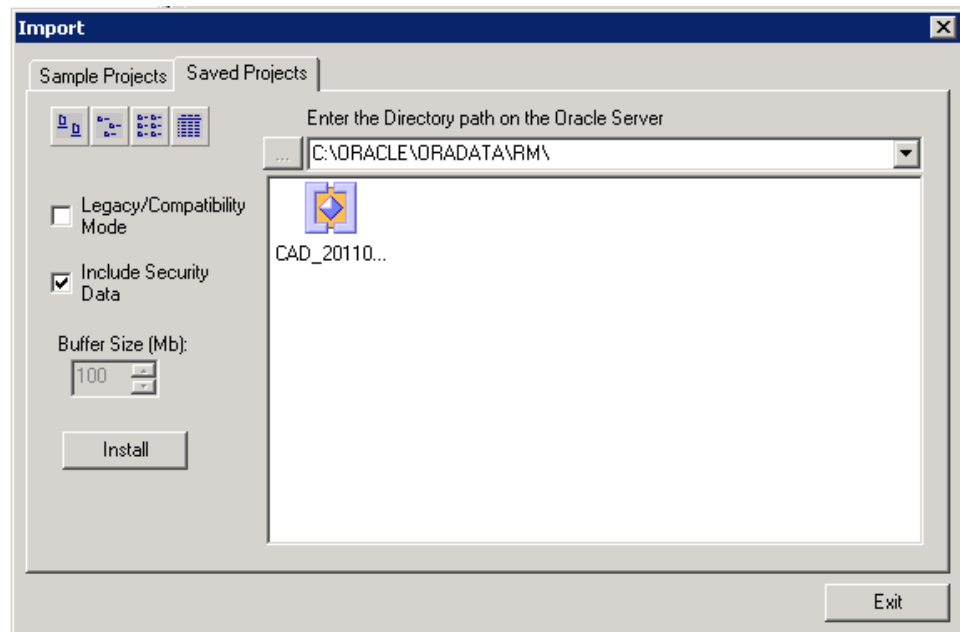 Import
Sample Projects
Saved Projects
Enter the Directory path on the Oracle Server
...
C:\ORACLE\ORADATA\RM\
Legacy/Compatibility
Mode
Include Security
Data
CAD_20110...
Buffer Size (Mb):
100
Install
Exit